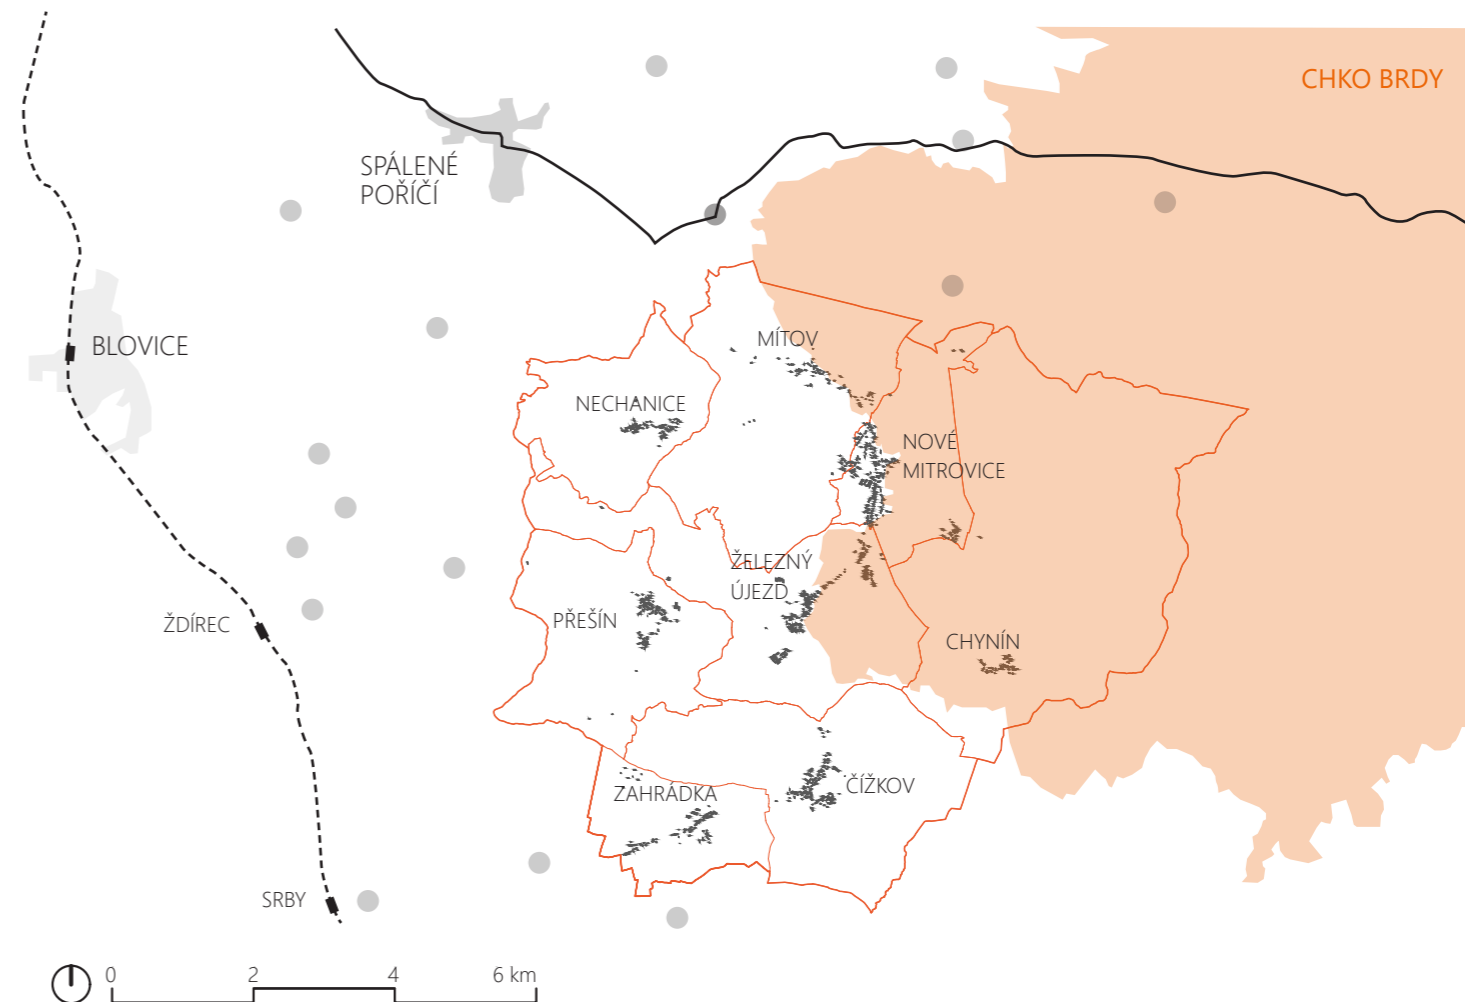 CHKO BRDY
SPÁLENÉ
POŘÍČÍ
BLOVICE
MÍTOV
NECHANICE
NOVÉ
MITROVICE
ŽELEZNÝ
ÚJEZD
PŘEŠÍN
ŽDÍREC
CHYNÍN
ZAHRÁDKA
ČÍŽKOV
SRBY
0 2 4 6 km